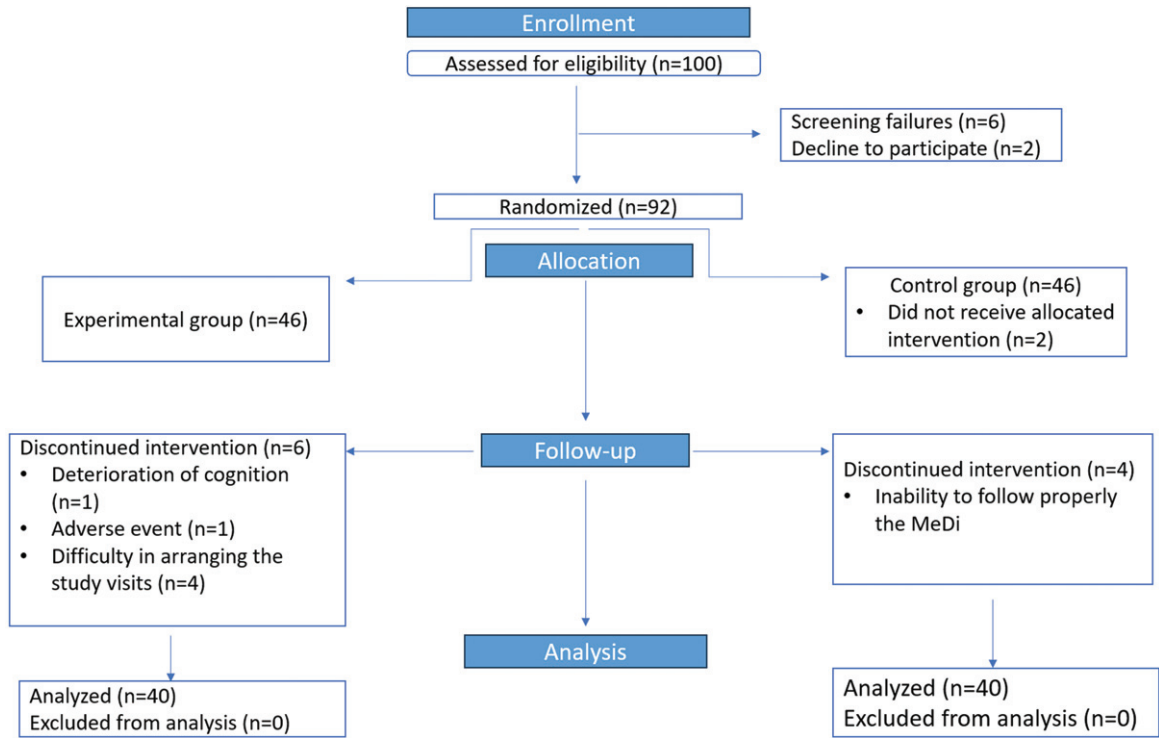 Enrollment
Assessed for eligibility (n=100)
Screening failures (n=6)
Decline to participate (n=2)
Randomized (n=92)
Allocation
Experimental group (n=46)
Control group (n=46)
• Did not receive allocated
intervention (n=2)
Follow-up
Discontinued intervention (n=6)
• Deterioration of cognition
(n=1)
• Adverse event (n=1)
• Difficulty in arranging the
study visits (n=4)
Discontinued intervention (n=4)
• Inability to follow properly
the MeDi
Analysis
Analyzed (n=40)
Excluded from analysis (n=0)
Analyzed (n=40)
Excluded from analysis (n=0)